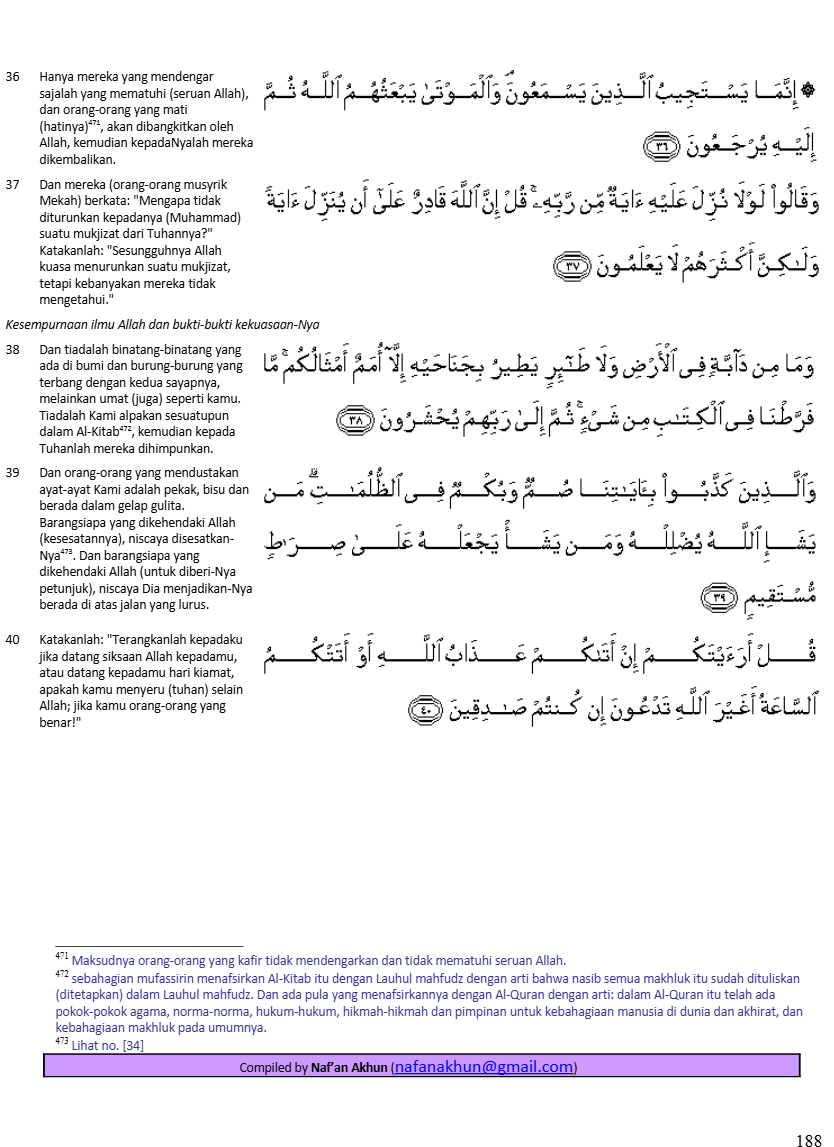 36 Hanya mereka yang mendengar
sajalah yang mematuhi (seruan Allah),
dan orang-orang yang mati
(hatinya)471, akan dibangkitkan oleh
Allah, kemudian kepadaNyalah mereka
dikembalikan.
۞ إِنَّمَا يَسْتَجِيبُ ٱلَّذِينَ يَسْمَعُونَ ۘ وَٱلْمَوْتَىٰ يَبْعَثُهُمُ ٱللَّهُ ثُمَّ
إِلَيْهِ يُرْجَعُونَ ٣٦
37 Dan mereka (orang-orang musyrik
Mekah) berkata: "Mengapa tidak
diturunkan kepadanya (Muhammad)
suatu mukjizat dari Tuhannya?"
Katakanlah: "Sesungguhnya Allah
kuasa menurunkan suatu mukjizat,
tetapi kebanyakan mereka tidak
mengetahui."
وَقَالُوا۟ لَوْلَا نُزِّلَ عَلَيْهِ ءَايَةٌ مِّن رَّبِّهِۦ ۚ قُلْ إِنَّ ٱللَّهَ قَادِرٌ عَلَىٰٓ أَن يُنَزِّلَ ءَايَةً
وَلَـٰكِنَّ أَكْثَرَهُمْ لَا يَعْلَمُونَ ٣٧
Kesempurnaan ilmu Allah dan bukti-bukti kekuasaan-Nya
38 Dan tiadalah binatang-binatang yang
ada di bumi dan burung-burung yang
terbang dengan kedua sayapnya,
melainkan umat (juga) seperti kamu.
Tiadalah Kami alpakan sesuatupun
dalam Al-Kitab472, kemudian kepada
Tuhanlah mereka dihimpunkan.
وَمَا مِن دَآبَّةٍ فِى ٱلْأَرْضِ وَلَا طَـٰٓئِرٍ يَطِيرُ بِجَنَاحَيْهِ إِلَّآ أُمَمٌ أَمْثَالُكُم ۚ مَّا
فَرَّطْنَا فِى ٱلْكِتَـٰبِ مِن شَىْءٍ ۚ ثُمَّ إِلَىٰ رَبِّهِمْ يُحْشَرُونَ ٣٨
39 Dan orang-orang yang mendustakan
ayat-ayat Kami adalah pekak, bisu dan
berada dalam gelap gulita.
Barangsiapa yang dikehendaki Allah
(kesesatannya), niscaya disesatkan-
Nya473. Dan barangsiapa yang
dikehendaki Allah (untuk diberi-Nya
petunjuk), niscaya Dia menjadikan-Nya
berada di atas jalan yang lurus.
وَٱلَّذِينَ كَذَّبُوا۟ بِـَٔايَـٰتِنَا صُمٌّ وَبُكْمٌ فِى ٱلظُّلُمَـٰتِ ۗ مَن
يَشَإِ ٱللَّهُ يُضْلِلْهُ وَمَن يَشَأْ يَجْعَلْهُ عَلَىٰ صِرَٰطٍ
مُّسْتَقِيمٍ ٣٩
40 Katakanlah: "Terangkanlah kepadaku
jika datang siksaan Allah kepadamu,
atau datang kepadamu hari kiamat,
apakah kamu menyeru (tuhan) selain
Allah; jika kamu orang-orang yang
benar!"
قُلْ أَرَءَيْتَكُمْ إِنْ أَتَىٰكُمْ عَذَابُ ٱللَّهِ أَوْ أَتَتْكُمُ
ٱلسَّاعَةُ أَغَيْرَ ٱللَّهِ تَدْعُونَ إِن كُنتُمْ صَـٰدِقِينَ ٤٠
471 Maksudnya orang-orang yang kafir tidak mendengarkan dan tidak mematuhi seruan Allah.
472 sebahagian mufassirin menafsirkan Al-Kitab itu dengan Lauhul mahfudz dengan arti bahwa nasib semua makhluk itu sudah dituliskan
(ditetapkan) dalam Lauhul mahfudz. Dan ada pula yang menafsirkannya dengan Al-Quran dengan arti: dalam Al-Quran itu telah ada
pokok-pokok agama, norma-norma, hukum-hukum, hikmah-hikmah dan pimpinan untuk kebahagiaan manusia di dunia dan akhirat, dan
kebahagiaan makhluk pada umumnya.
473 Lihat no. [34]
Compiled by Naf’an Akhun (nafanakhun@gmail.com)
188